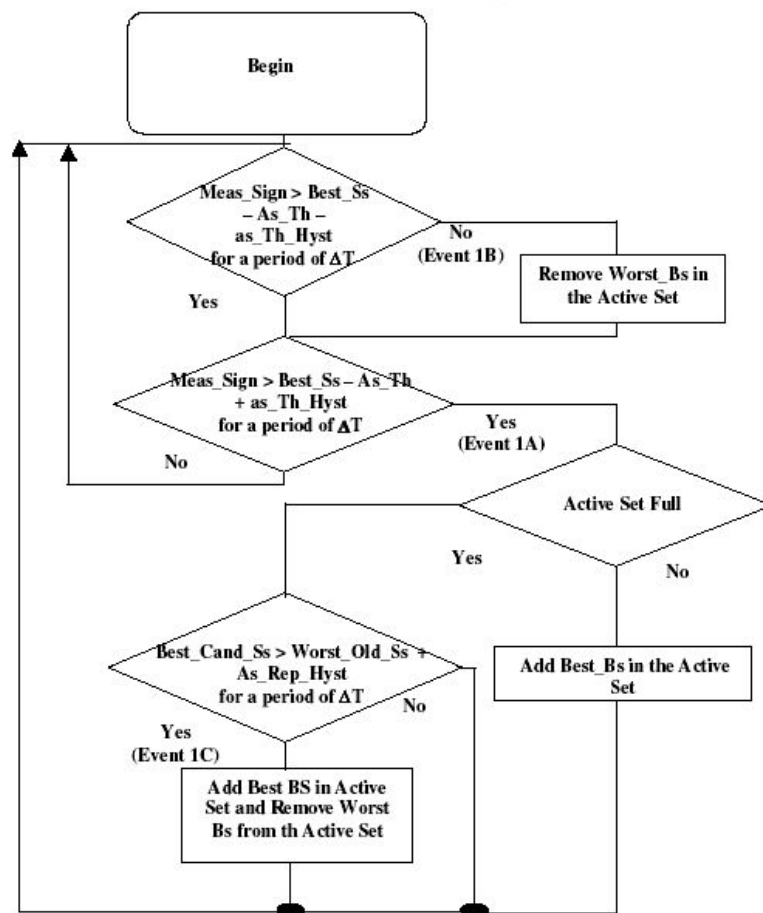 Begin
Meas_Sign > Best_Ss
– As_Th –
as_Th_Hyst
for a period of ΔT
No
(Event 1B)
Remove Worst_Bs in
the Active Set
Yes
Meas_Sign > Best_Ss – As_Th
+ as_Th_Hyst
for a period of ΔT
Yes
(Event 1A)
No
Active Set Full
Yes
No
Best_Cand_Ss > Worst_Old_Ss +
As_Rep_Hyst
for a period of ΔT
No
Add Best_Bs in the Active
Set
Yes
(Event 1C)
Add Best BS in Active
Set and Remove Worst
Bs from th Active Set